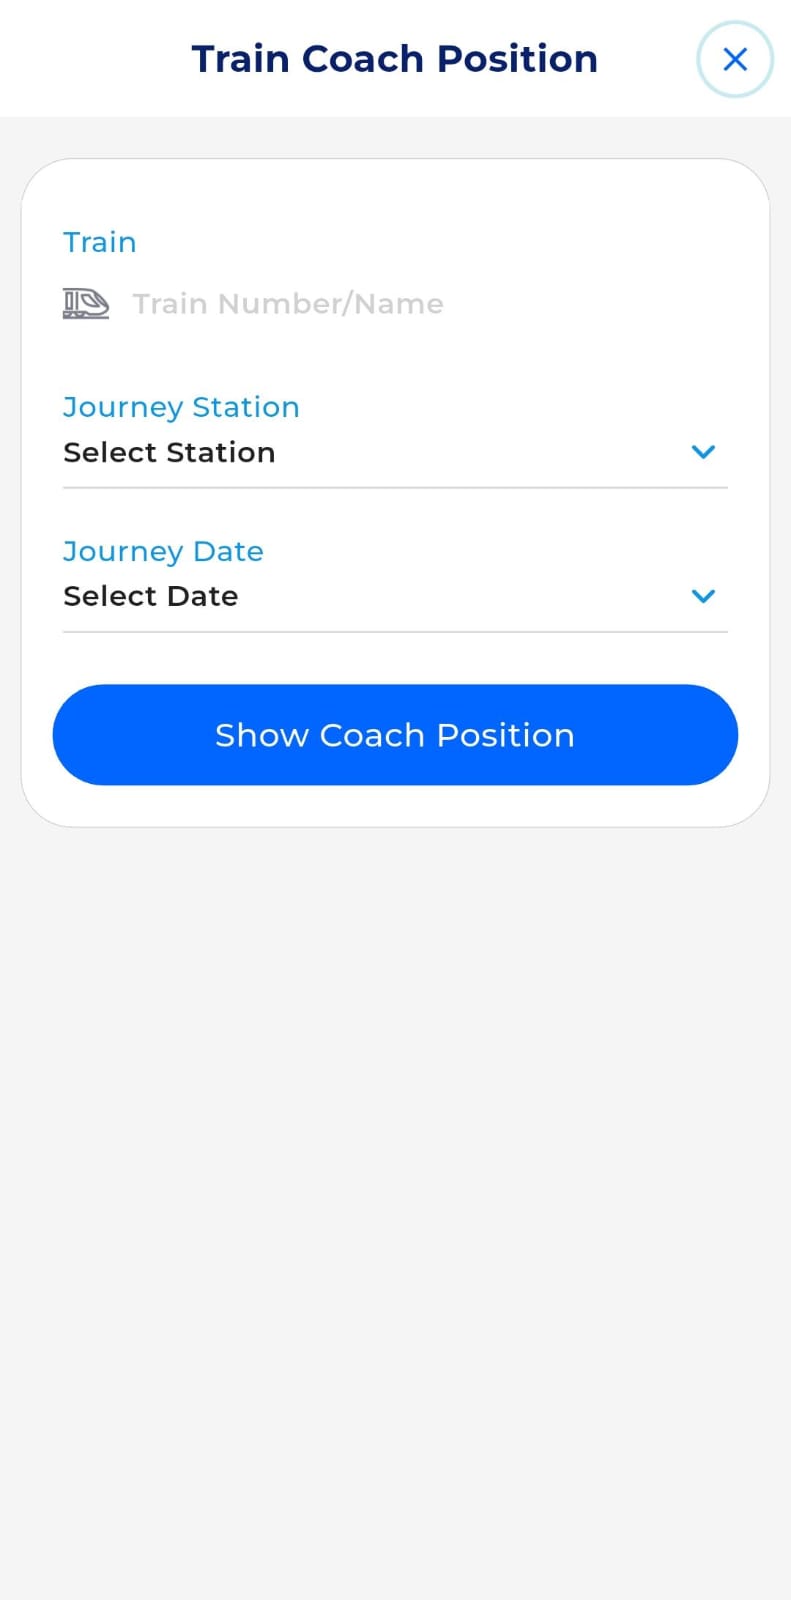 Train Coach Position
Train
Train Number/Name
Journey Station
Select Station
Journey Date
Select Date
Show Coach Position